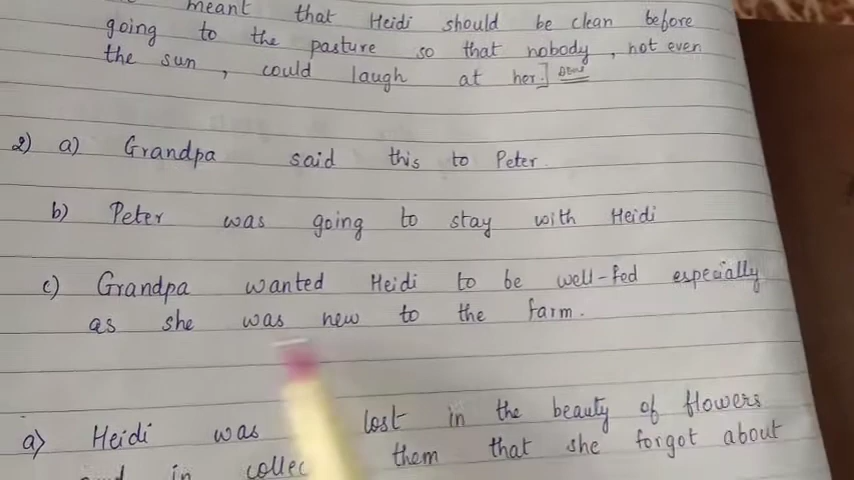 meant that Heidi should be clean before
going to the pasture so that nobody, not even
the sun, could laugh at her.]
2) a) Grandpa said this to Peter.
b) Peter was going to stay with Heidi
c) Grandpa wanted Heidi to be well-fed especially
as she was new to the farm.
a) Heidi was lost in the beauty of flowers
in them that she forgot about